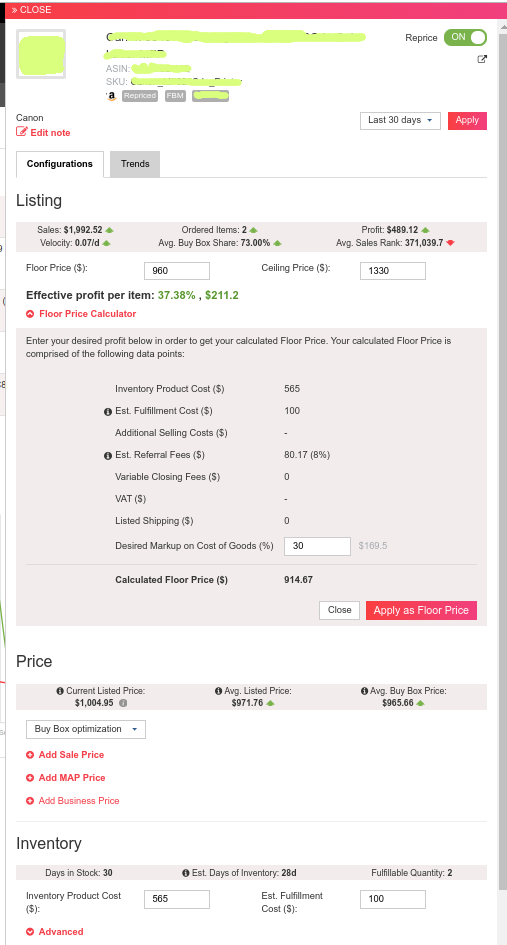 » CLOSE
Reprice ON
ASIN:
SKU:
a Repriced FBM
Canon
Edit note
Last 30 days Apply
Configurations Trends
Listing
Sales: $1,992.52 Ordered Items: 2 Profit: $489.12
Velocity: 0.07/d Avg. Buy Box Share: 73.00% Avg. Sales Rank: 371,039.7
Floor Price ($): 960 Ceiling Price ($): 1330
Effective profit per item: 37.38% , $211.2
Floor Price Calculator
Enter your desired profit below in order to get your calculated Floor Price. Your calculated Floor Price is
comprised of the following data points:
Inventory Product Cost ($) 565
Est. Fulfillment Cost ($) 100
Additional Selling Costs ($) -
Est. Referral Fees ($) 80.17 (8%)
Variable Closing Fees ($) 0
VAT ($) -
Listed Shipping ($) 0
Desired Markup on Cost of Goods (%) 30 $169.5
Calculated Floor Price ($) 914.67
Close Apply as Floor Price
Price
Current Listed Price: Avg. Listed Price: Avg. Buy Box Price:
$1,004.95 $971.76 $965.66
Buy Box optimization
Add Sale Price
Add MAP Price
Add Business Price
Inventory
Days in Stock: 30 Est. Days of Inventory: 28d Fulfillable Quantity: 2
Inventory Product Cost 565 Est. Fulfillment 100
($): Cost ($):
Advanced